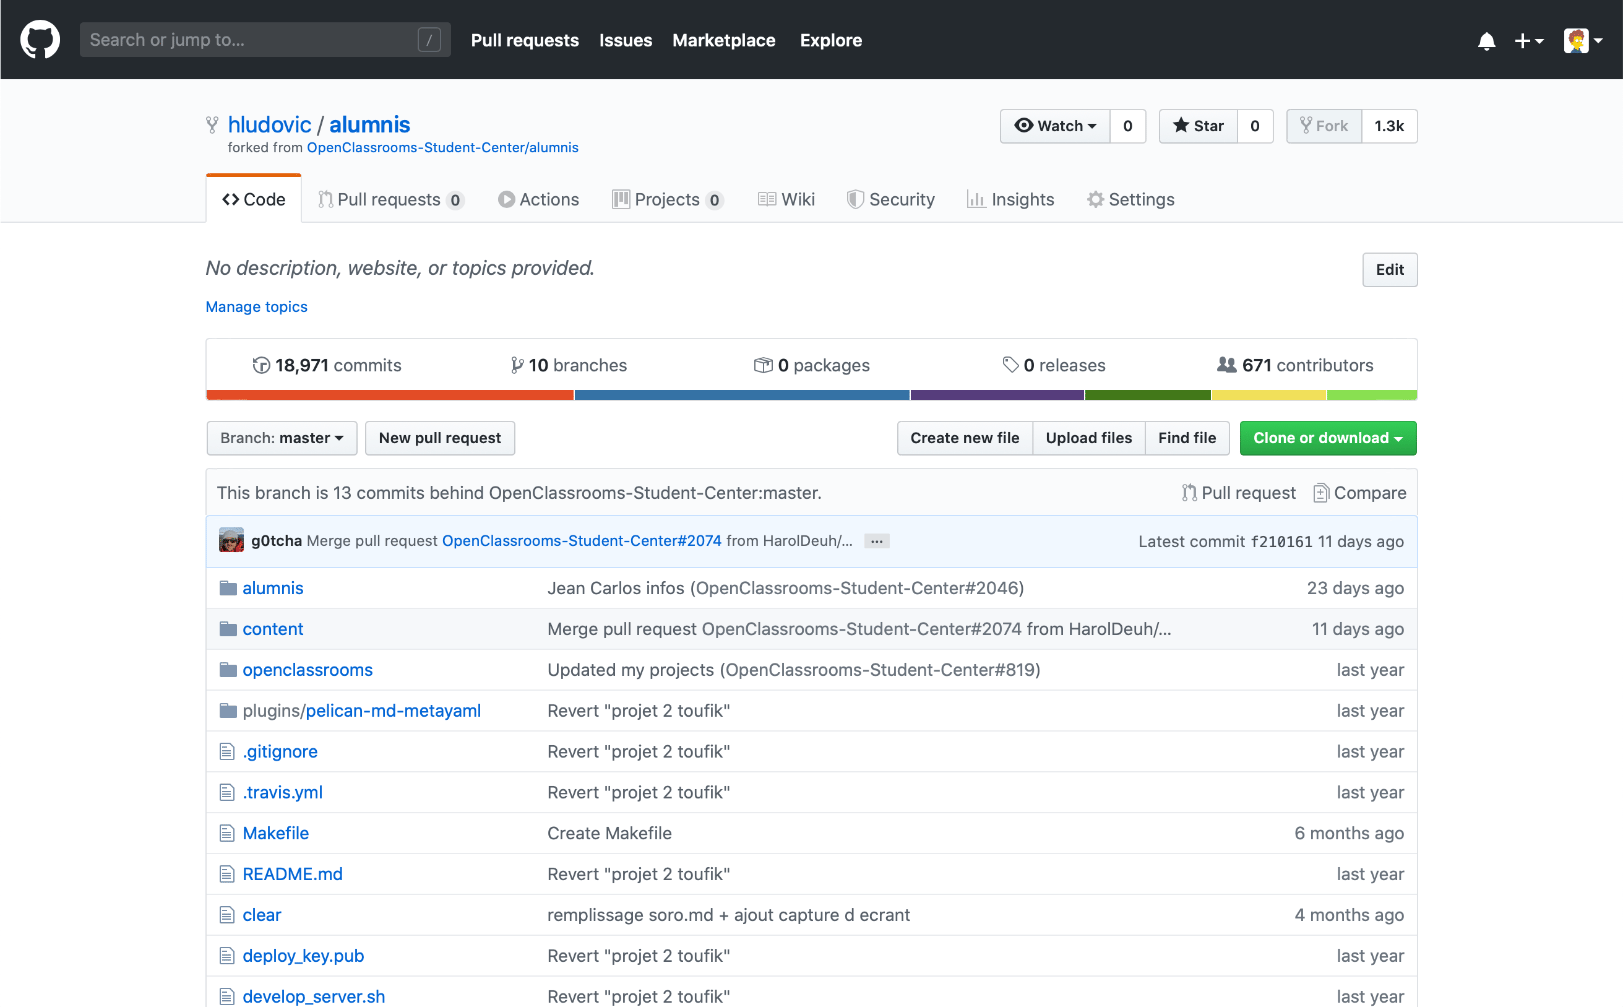 Search or jump to... / Pull requests Issues Marketplace Explore
hludovic / alumnis Watch 0 Star 0 Fork 1.3k
forked from OpenClassrooms-Student-Center/alumnis
Code Pull requests 0 Actions Projects 0 Wiki Security Insights Settings
No description, website, or topics provided. Edit
Manage topics
18,971 commits 10 branches 0 packages 0 releases 671 contributors
Branch: master New pull request Create new file Upload files Find file Clone or download
This branch is 13 commits behind OpenClassrooms-Student-Center:master. Pull request Compare
g0tcha Merge pull request OpenClassrooms-Student-Center#2074 from HarolDeuh/... ... Latest commit f210161 11 days ago
alumnis Jean Carlos infos (OpenClassrooms-Student-Center#2046) 23 days ago
content Merge pull request OpenClassrooms-Student-Center#2074 from HarolDeuh/... 11 days ago
openclassrooms Updated my projects (OpenClassrooms-Student-Center#819) last year
plugins/pelican-md-metayaml Revert "projet 2 toufik" last year
.gitignore Revert "projet 2 toufik" last year
.travis.yml Revert "projet 2 toufik" last year
Makefile Create Makefile 6 months ago
README.md Revert "projet 2 toufik" last year
clear remplissage soro.md + ajout capture d ecrant 4 months ago
deploy_key.pub Revert "projet 2 toufik" last year
develop_server.sh Revert "projet 2 toufik" last year